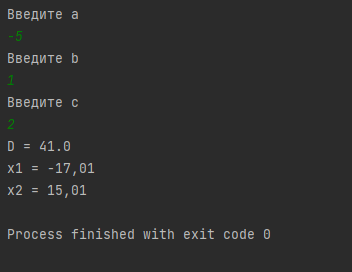 Введите a
-5
Введите b
1
Введите c
2
D = 41.0
x1 = -17,01
x2 = 15,01
Process finished with exit code 0